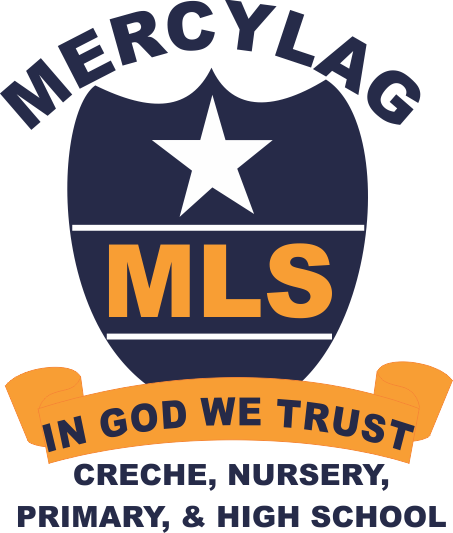 MERCYLAG
MLS
IN GOD WE TRUST
CRECHE, NURSERY,
PRIMARY, & HIGH SCHOOL